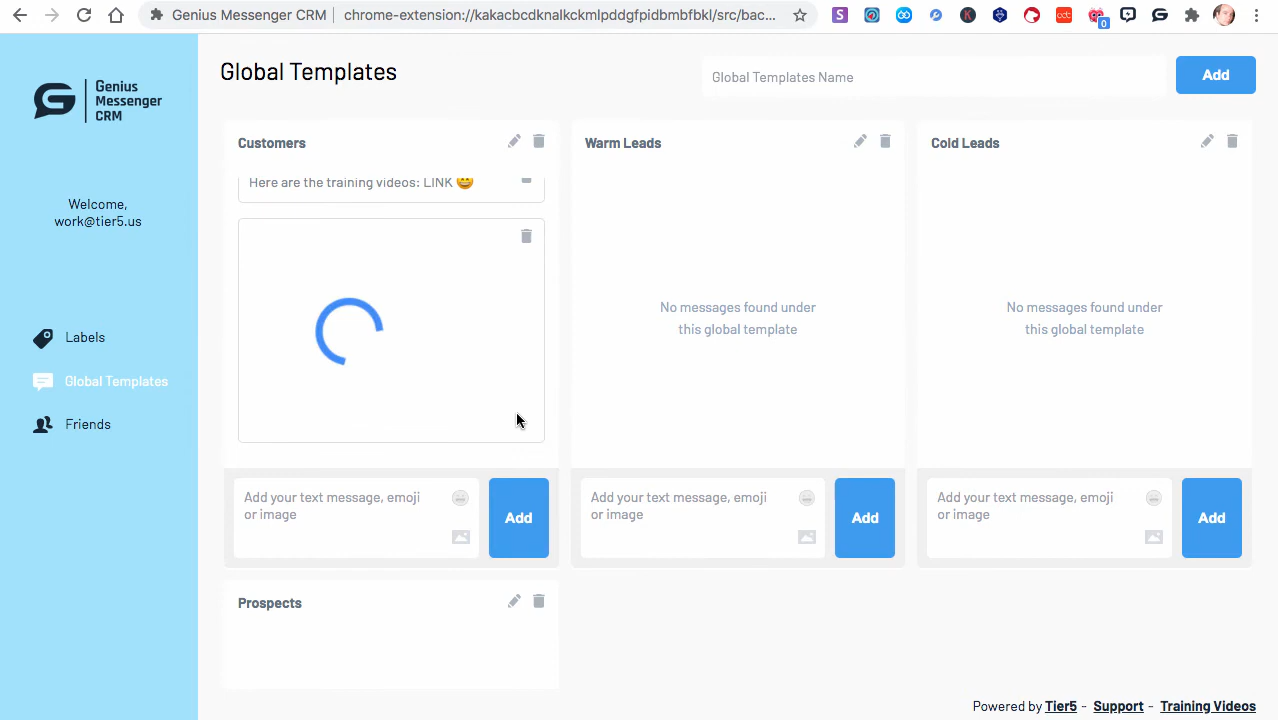 Genius Messenger CRM
chrome-extension://kakacbcdknalkckmlpddgfpidbmbfbkl/src/bac...
0
Genius
Messenger
CRM
Welcome,
work@tier5.us
Labels
Global Templates
Friends
Global Templates
Global Templates Name
Add
Customers
Here are the training videos: LINK 😄
Add your text message, emoji
or image
Add
Warm Leads
No messages found under
this global template
Add your text message, emoji
or image
Add
Cold Leads
No messages found under
this global template
Add your text message, emoji
or image
Add
Prospects
Powered by Tier5 - Support - Training Videos